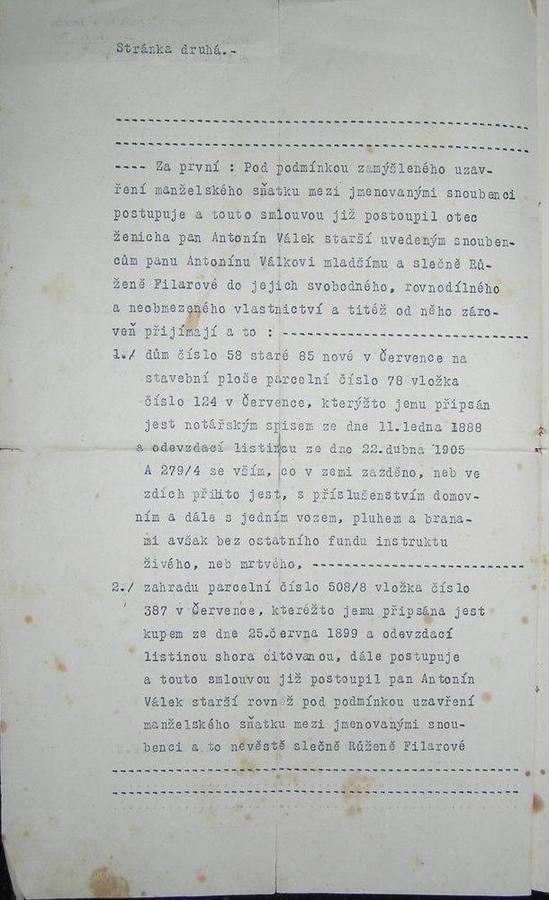 Stránka druhá.-
---- Za první : Pod podmínkou zamýšleného uzav-
ření manželského sňatku mezi jmenovanými snoubenci
postupuje a touto smlouvou již postoupil otec
ženicha pan Antonín Válek starší uvedeným snouben-
cům panu Antonínu Válkovi mladšímu a slečně Rů-
ženě Filarové do jejich svobodného, rovnodílného
a neobmezeného vlastnictví a titéž od něho záro-
veň přijímají a to : ---------------------------
1./ dům číslo 58 staré 85 nové v Července na
stavební ploše parcelní číslo 78 vložka
číslo 124 v Července, kterýžto jemu připsán
jest notářským spisem ze dne 11.ledna 1888
a odevzdací listinou ze dne 22.dubna 1905
A 279/4 se vším, co v zemi zazděno, neb ve
zdích přilito jest, s příslušenstvím domov-
ním a dále s jedním vozem, pluhem a brana-
mi avšak bez ostatního fundu instruktu
živého, neb mrtvého, ------------------------
2./ zahradu parcelní číslo 508/8 vložka číslo
387 v Července, kteréžto jemu připsána jest
kupem ze dne 25.června 1899 a odevzdací
listinou shora citovanou, dále postupuje
a touto smlouvou již postoupil pan Antonín
Válek starší rovněž pod podmínkou uzavření
manželského sňatku mezi jmenovanými snou-
benci a to nevěstě slečně Růženě Filarové